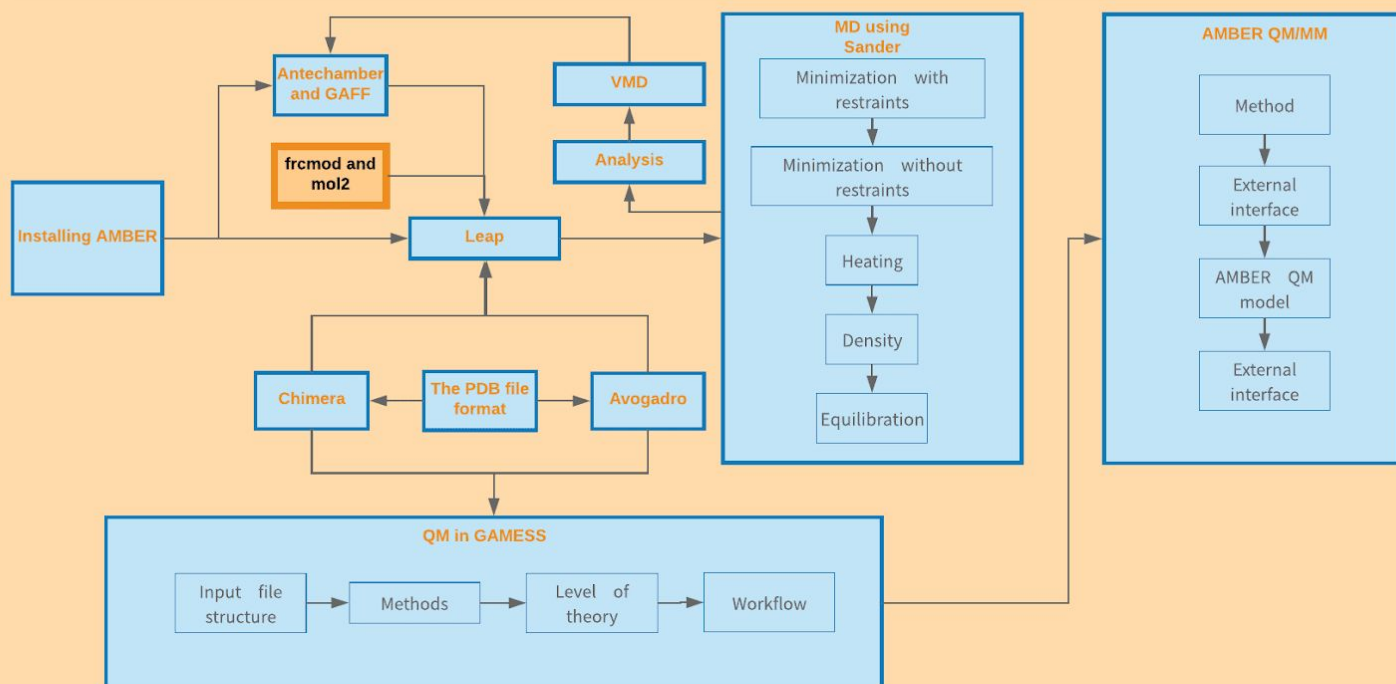 Installing AMBER
Antechamber
and GAFF
frcmod and
mol2
Leap
VMD
Analysis
Chimera
The PDB file
format
Avogadro
MD using
Sander
Minimization with
restraints
Minimization without
restraints
Heating
Density
Equilibration
AMBER QM/MM
Method
External
interface
AMBER QM
model
External
interface
QM in GAMESS
Input file
structure
Methods
Level of
theory
Workflow